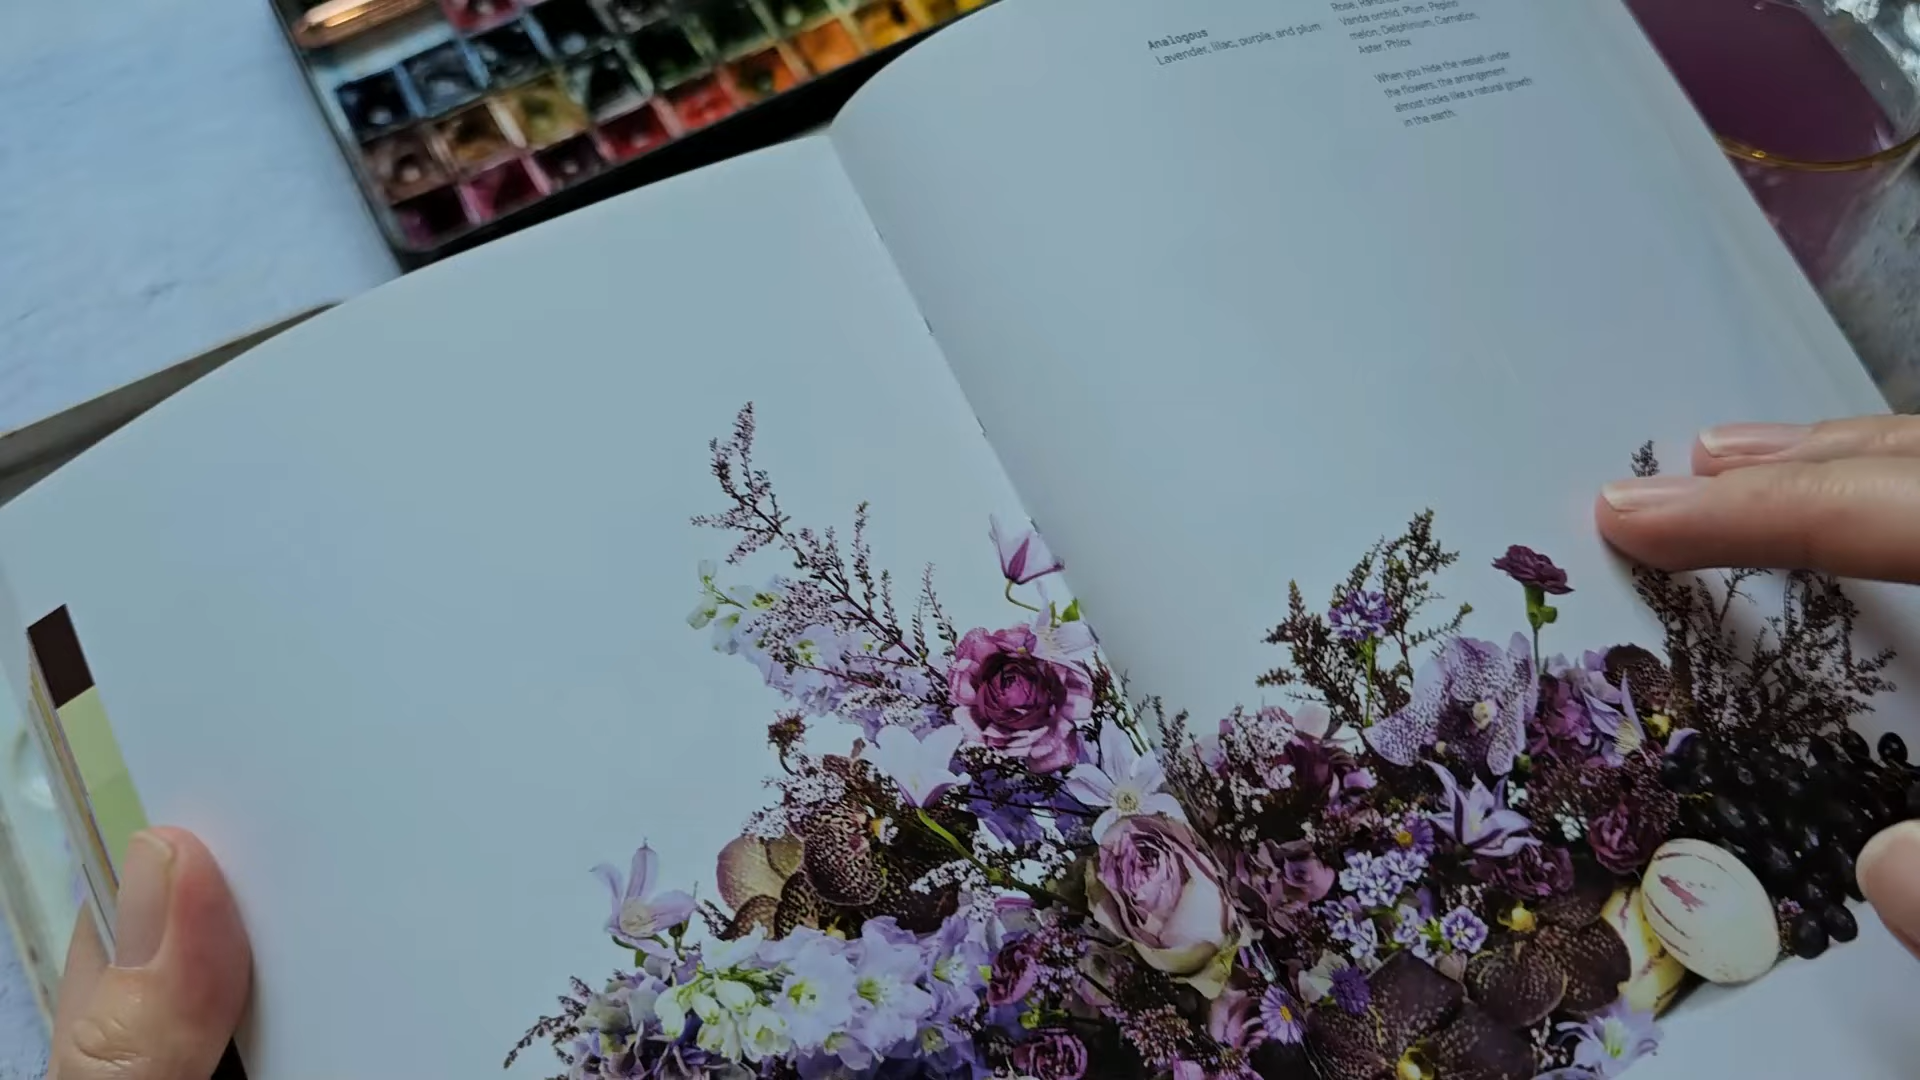 Analogous
Lavender, lilac, purple, and plum
Rose,
Vanda orchid, Plum, Pepino
melon, Delphinium, Carnation,
Aster, Phlox
When you hide the vessel under
the flowers, the arrangement
almost looks like a natural growth
in the earth.